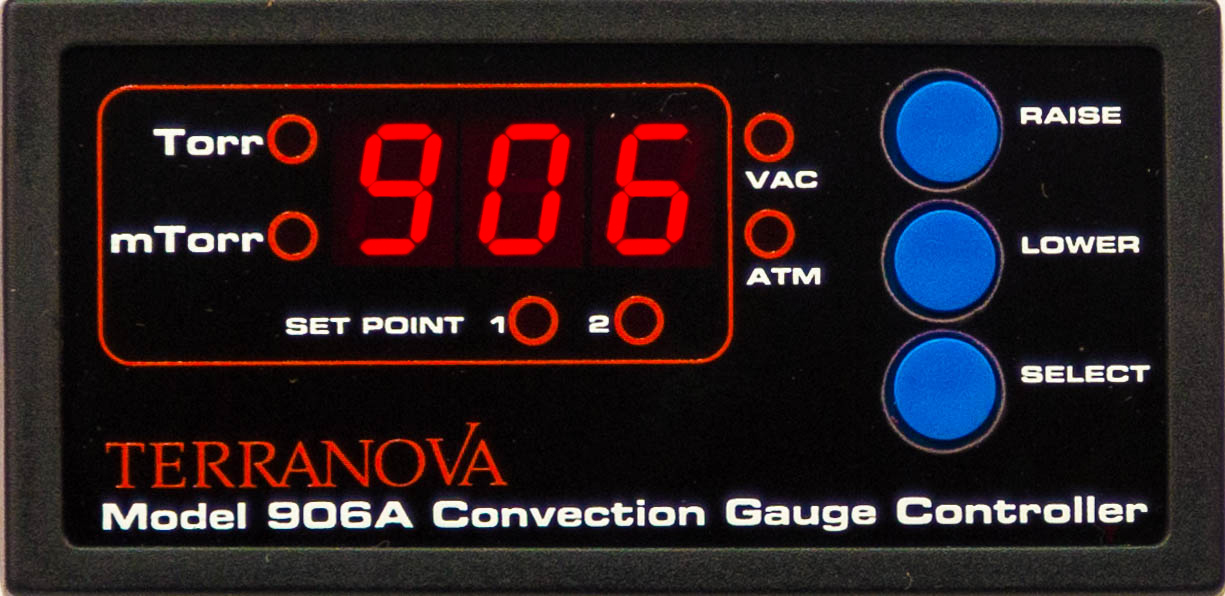 Torr
mTorr
906
SET POINT 1 2
VAC
ATM
RAISE
LOWER
SELECT
TERRANOVA
Model 906A Convection Gauge Controller